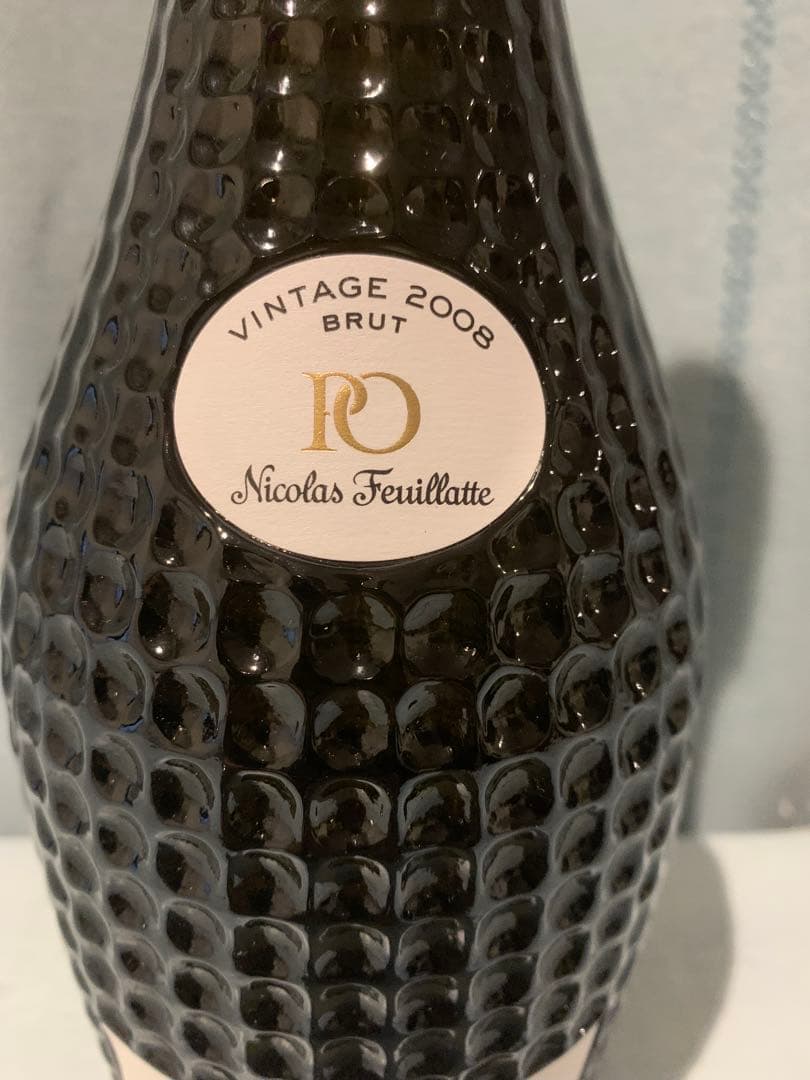 VINTAGE 2008
BRUT
PO
Nicolas Feuillatte